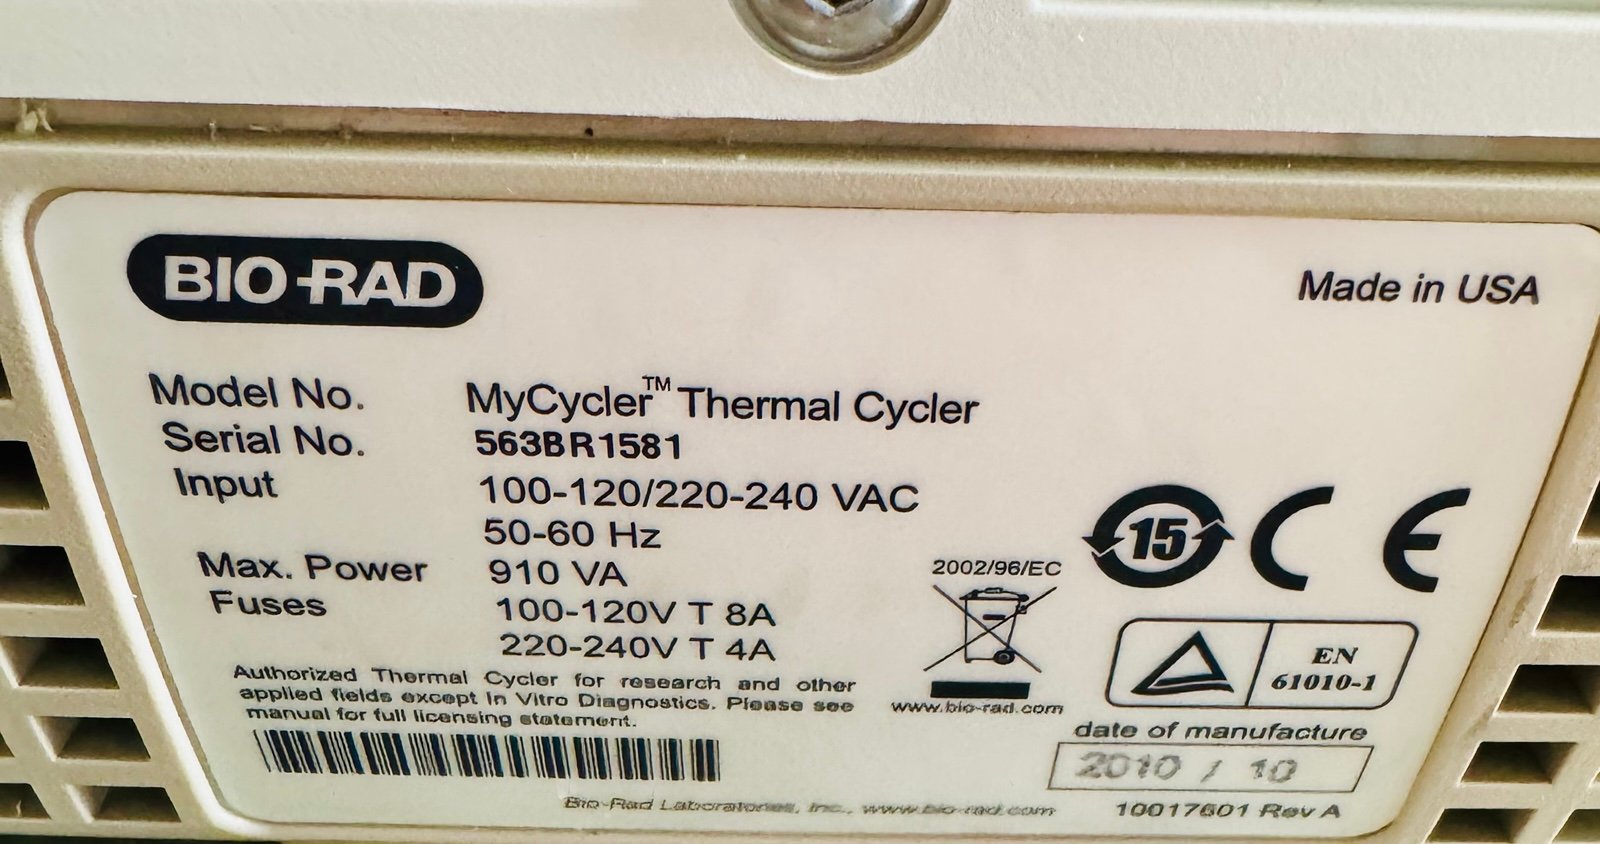 BIO-RAD
Made in USA
Model No. MyCycler™ Thermal Cycler
Serial No. 563BR1581
Input 100-120/220-240 VAC
50-60 Hz
Max. Power 910 VA
Fuses 100-120V T 8A
220-240V T 4A
Authorized Thermal Cycler for research and other
applied fields except In Vitro Diagnostics. Please see
manual for full licensing statement.
2002/96/EC
www.bio-rad.com
15
CE
EN
61010-1
date of manufacture
2010 / 10
Bio-Rad Laboratories, Inc., www.bio-rad.com
10017601 Rev A